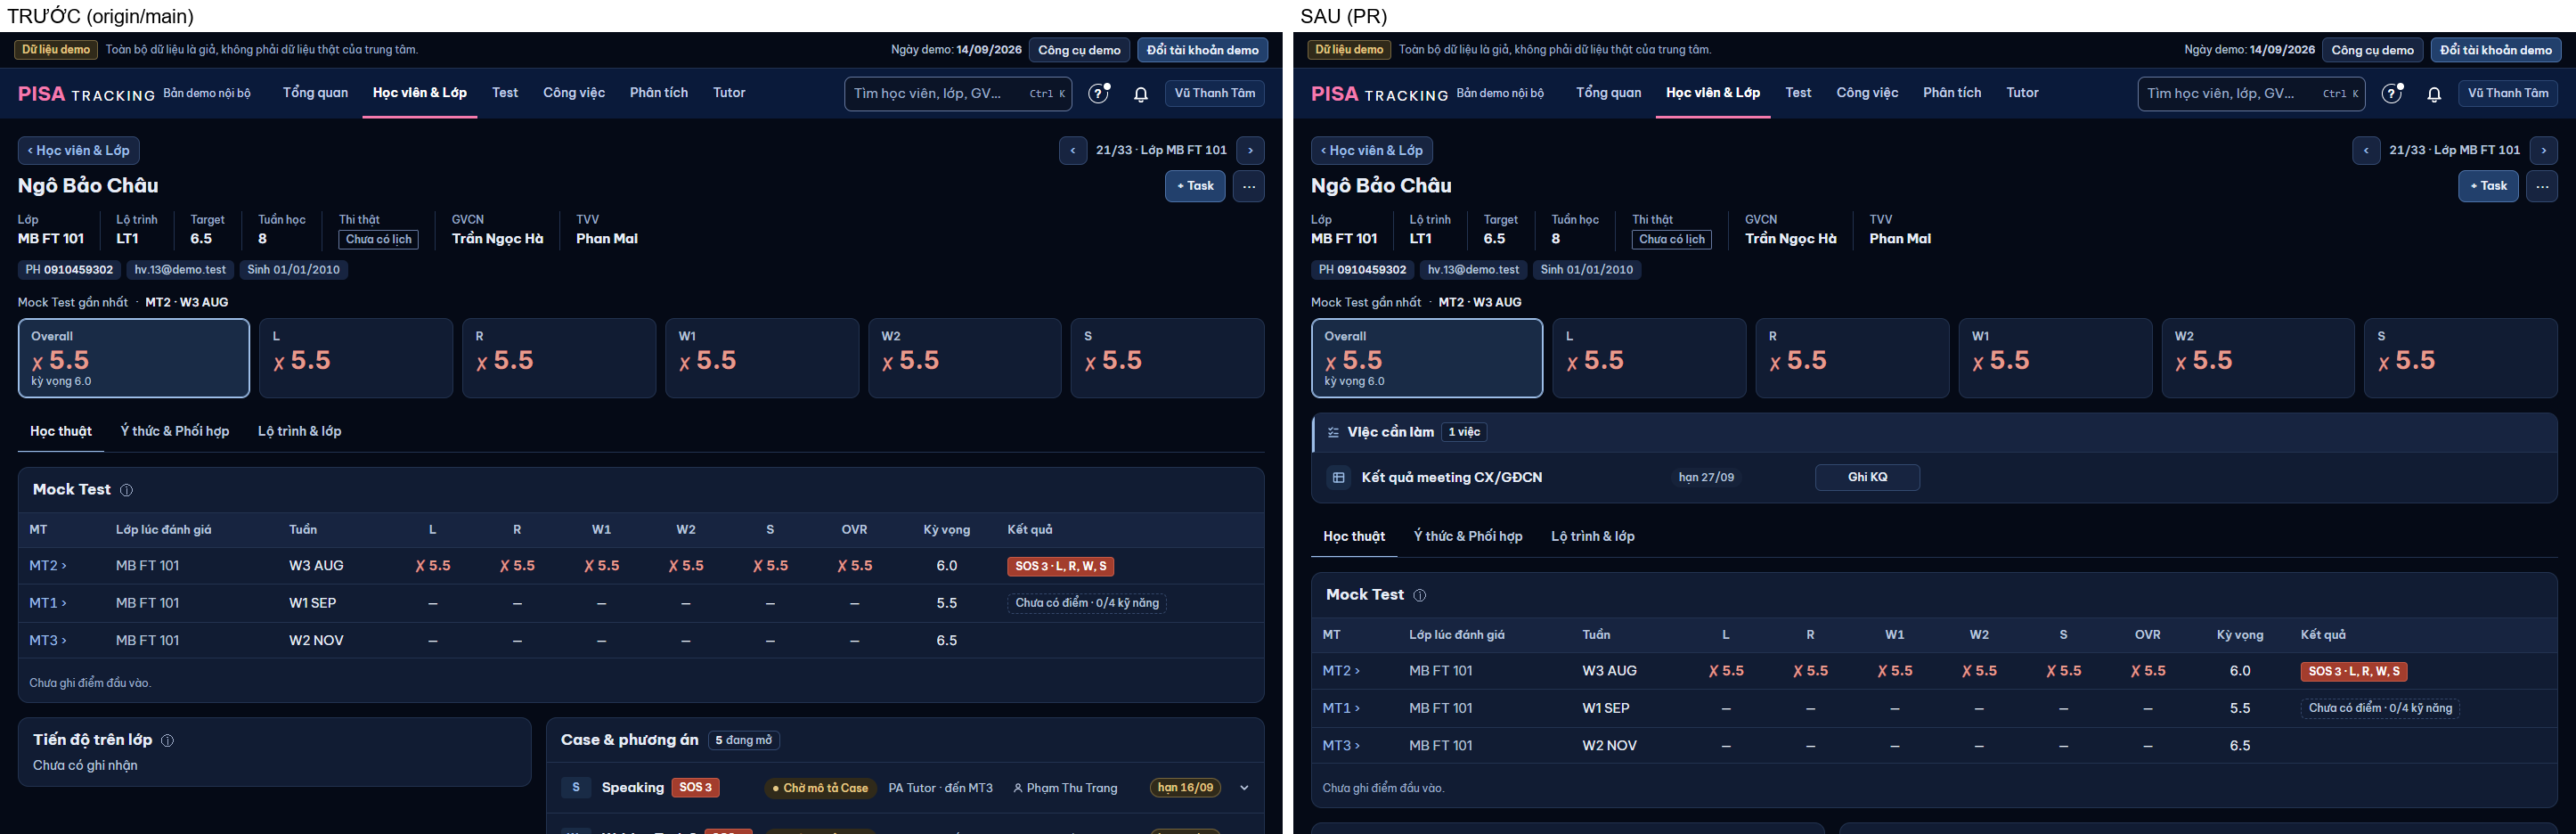 TRƯỚC (origin/main)
Dữ liệu demo Toàn bộ dữ liệu là giả, không phải dữ liệu thật của trung tâm. Ngày demo: 14/09/2026 Công cụ demo Đổi tài khoản demo
PISA TRACKING Bản demo nội bộ Tổng quan Học viên & Lớp Test Công việc Phân tích Tutor Tìm học viên, lớp, GV... Ctrl K ? Vũ Thanh Tâm
‹ Học viên & Lớp ‹ 21/33 · Lớp MB FT 101 ›
Ngô Bảo Châu + Task ...
Lớp Lộ trình Target Tuần học Thi thật GVCN TVV
MB FT 101 LT1 6.5 8 Chưa có lịch Trần Ngọc Hà Phan Mai
PH 0910459302 hv.13@demo.test Sinh 01/01/2010
Mock Test gần nhất · MT2 · W3 AUG
Overall L R W1 W2 S
✗ 5.5 ✗ 5.5 ✗ 5.5 ✗ 5.5 ✗ 5.5 ✗ 5.5
kỳ vọng 6.0
Học thuật Ý thức & Phối hợp Lộ trình & lớp
Mock Test ⓘ
MT Lớp lúc đánh giá Tuần L R W1 W2 S OVR Kỳ vọng Kết quả
MT2 › MB FT 101 W3 AUG ✗ 5.5 ✗ 5.5 ✗ 5.5 ✗ 5.5 ✗ 5.5 ✗ 5.5 6.0 SOS 3 · L, R, W, S
MT1 › MB FT 101 W1 SEP — — — — — — 5.5 Chưa có điểm · 0/4 kỹ năng
MT3 › MB FT 101 W2 NOV — — — — — — 6.5
Chưa ghi điểm đầu vào.
Tiến độ trên lớp ⓘ
Chưa có ghi nhận
Case & phương án 5 đang mở
S Speaking SOS 3 • Chờ mô tả Case PA Tutor · đến MT3 Phạm Thu Trang hạn 16/09
SAU (PR)
Dữ liệu demo Toàn bộ dữ liệu là giả, không phải dữ liệu thật của trung tâm. Ngày demo: 14/09/2026 Công cụ demo Đổi tài khoản demo
PISA TRACKING Bản demo nội bộ Tổng quan Học viên & Lớp Test Công việc Phân tích Tutor Tìm học viên, lớp, GV... Ctrl K ? Vũ Thanh Tâm
‹ Học viên & Lớp ‹ 21/33 · Lớp MB FT 101 ›
Ngô Bảo Châu + Task ...
Lớp Lộ trình Target Tuần học Thi thật GVCN TVV
MB FT 101 LT1 6.5 8 Chưa có lịch Trần Ngọc Hà Phan Mai
PH 0910459302 hv.13@demo.test Sinh 01/01/2010
Mock Test gần nhất · MT2 · W3 AUG
Overall L R W1 W2 S
✗ 5.5 ✗ 5.5 ✗ 5.5 ✗ 5.5 ✗ 5.5 ✗ 5.5
kỳ vọng 6.0
Việc cần làm 1 việc
Kết quả meeting CX/GĐCN hạn 27/09 Ghi KQ
Học thuật Ý thức & Phối hợp Lộ trình & lớp
Mock Test ⓘ
MT Lớp lúc đánh giá Tuần L R W1 W2 S OVR Kỳ vọng Kết quả
MT2 › MB FT 101 W3 AUG ✗ 5.5 ✗ 5.5 ✗ 5.5 ✗ 5.5 ✗ 5.5 ✗ 5.5 6.0 SOS 3 · L, R, W, S
MT1 › MB FT 101 W1 SEP — — — — — — 5.5 Chưa có điểm · 0/4 kỹ năng
MT3 › MB FT 101 W2 NOV — — — — — — 6.5
Chưa ghi điểm đầu vào.